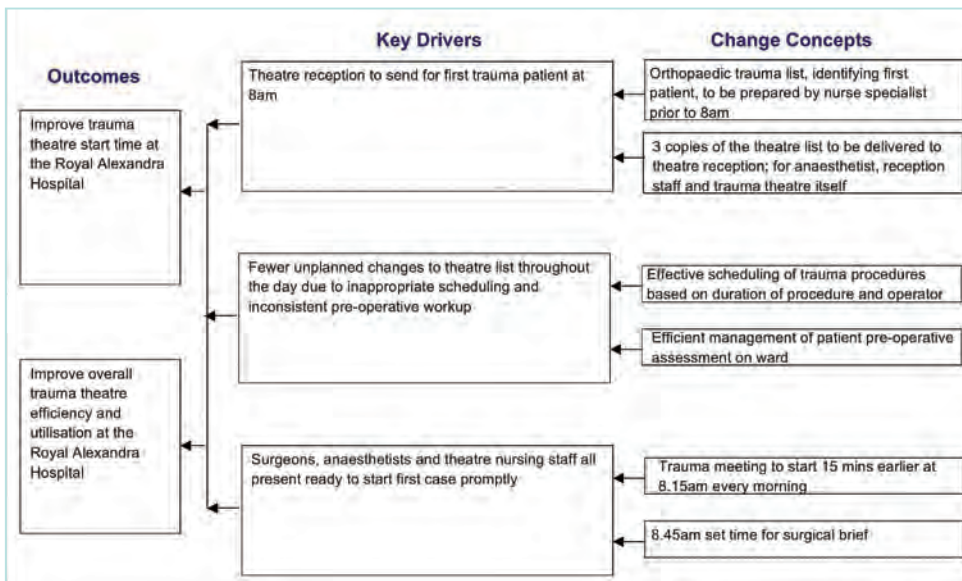 Outcomes
Key Drivers
Change Concepts
Improve trauma
theatre start time at
the Royal Alexandra
Hospital
Improve overall
trauma theatre
efficiency and
utilisation at the
Royal Alexandra
Hospital
Theatre reception to send for first trauma patient at
8am
Fewer unplanned changes to theatre list throughout
the day due to inappropriate scheduling and
inconsistent pre-operative workup
Surgeons, anaesthetists and theatre nursing staff all
present ready to start first case promptly
Orthopaedic trauma list, identifying first
patient, to be prepared by nurse specialist
prior to 8am
3 copies of the theatre list to be delivered to
theatre reception; for anaesthetist, reception
staff and trauma theatre itself
Effective scheduling of trauma procedures
based on duration of procedure and operator
Efficient management of patient pre-operative
assessment on ward
Trauma meeting to start 15 mins earlier at
8.15am every morning
8.45am set time for surgical brief